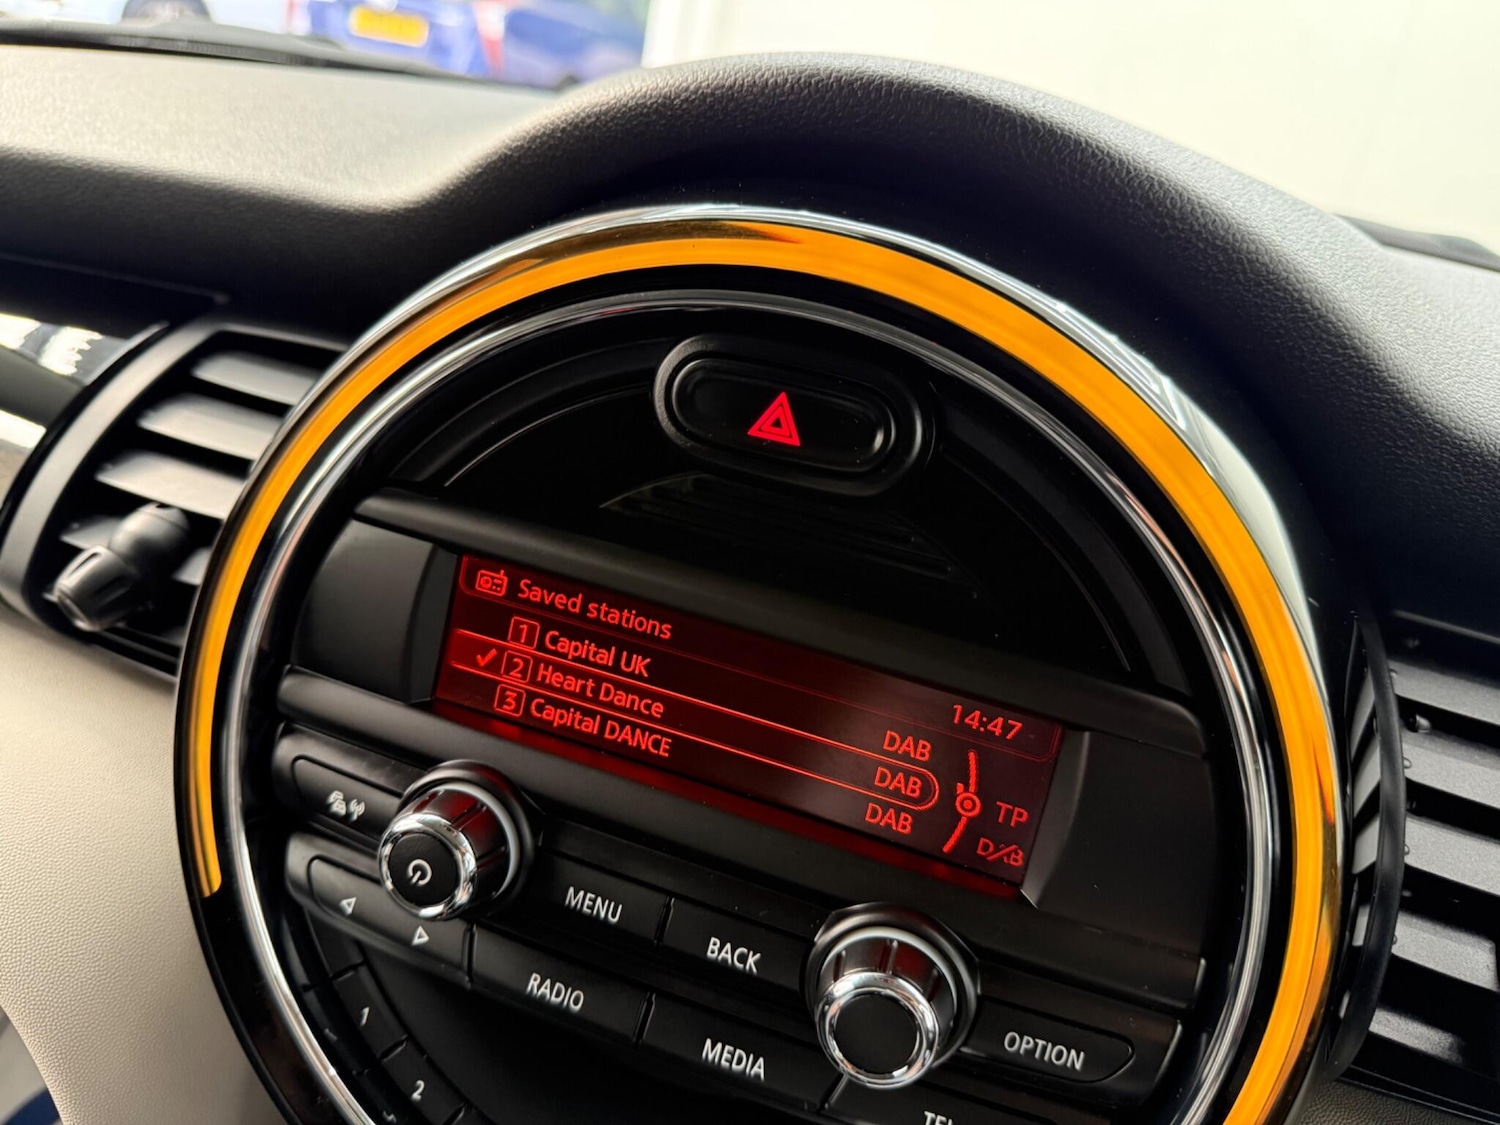 Saved stations 14:47
1 Capital UK DAB
2 Heart Dance DAB
3 Capital DANCE DAB
TP
DAB
MENU
BACK
RADIO
MEDIA
OPTION
1
2